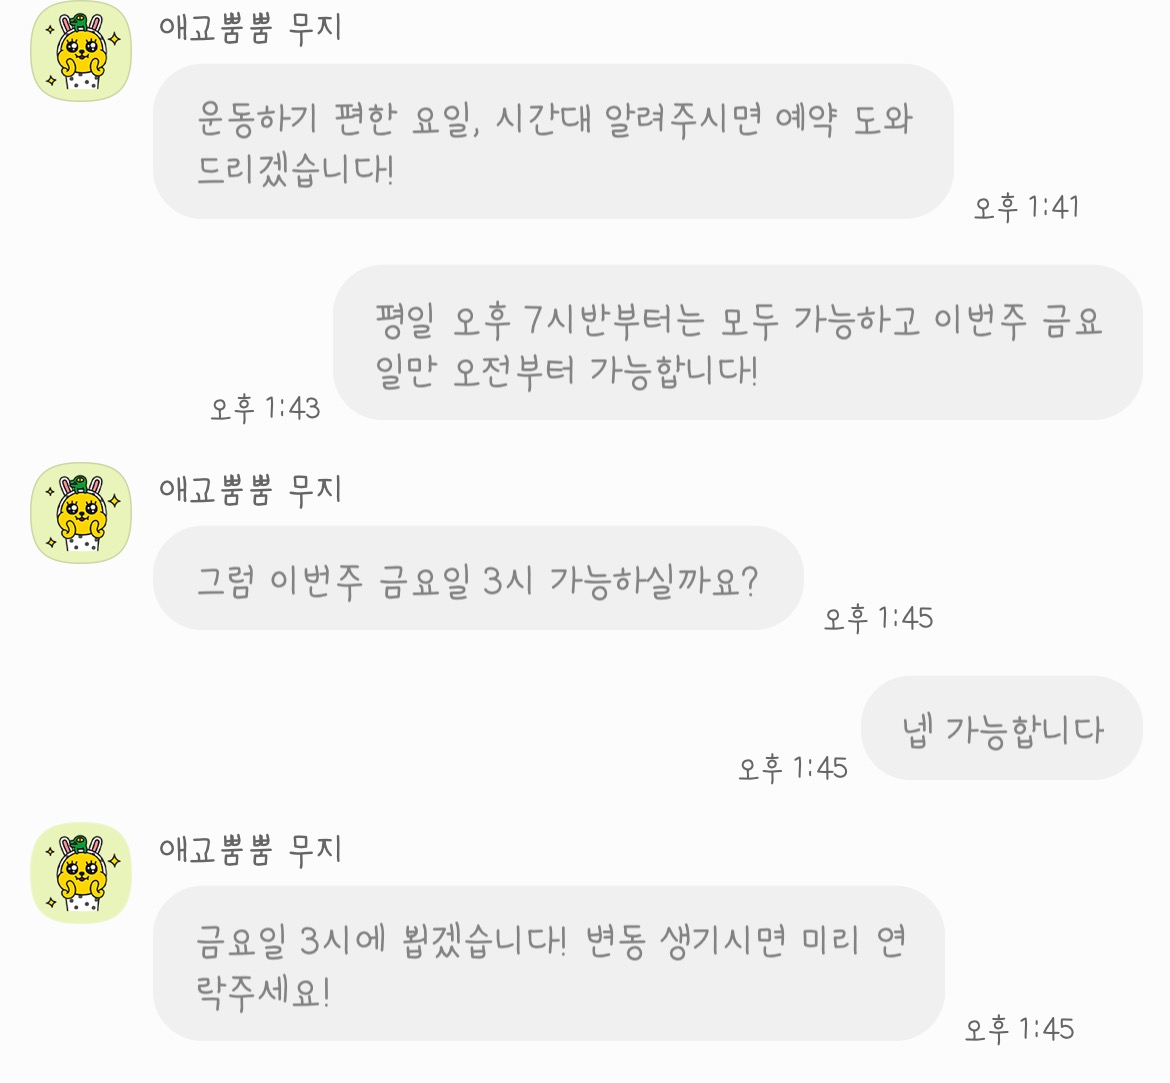 애교뿜뿜 무지
운동하기 편한 요일, 시간대 알려주시면 예약 도와
드리겠습니다!
오후 1:41
평일 오후 7시반부터는 모두 가능하고 이번주 금요
일만 오전부터 가능합니다!
오후 1:43
애교뿜뿜 무지
그럼 이번주 금요일 3시 가능하실까요?
오후 1:45
넵 가능합니다
오후 1:45
애교뿜뿜 무지
금요일 3시에 뵙겠습니다! 변동 생기시면 미리 연
락주세요!
오후 1:45